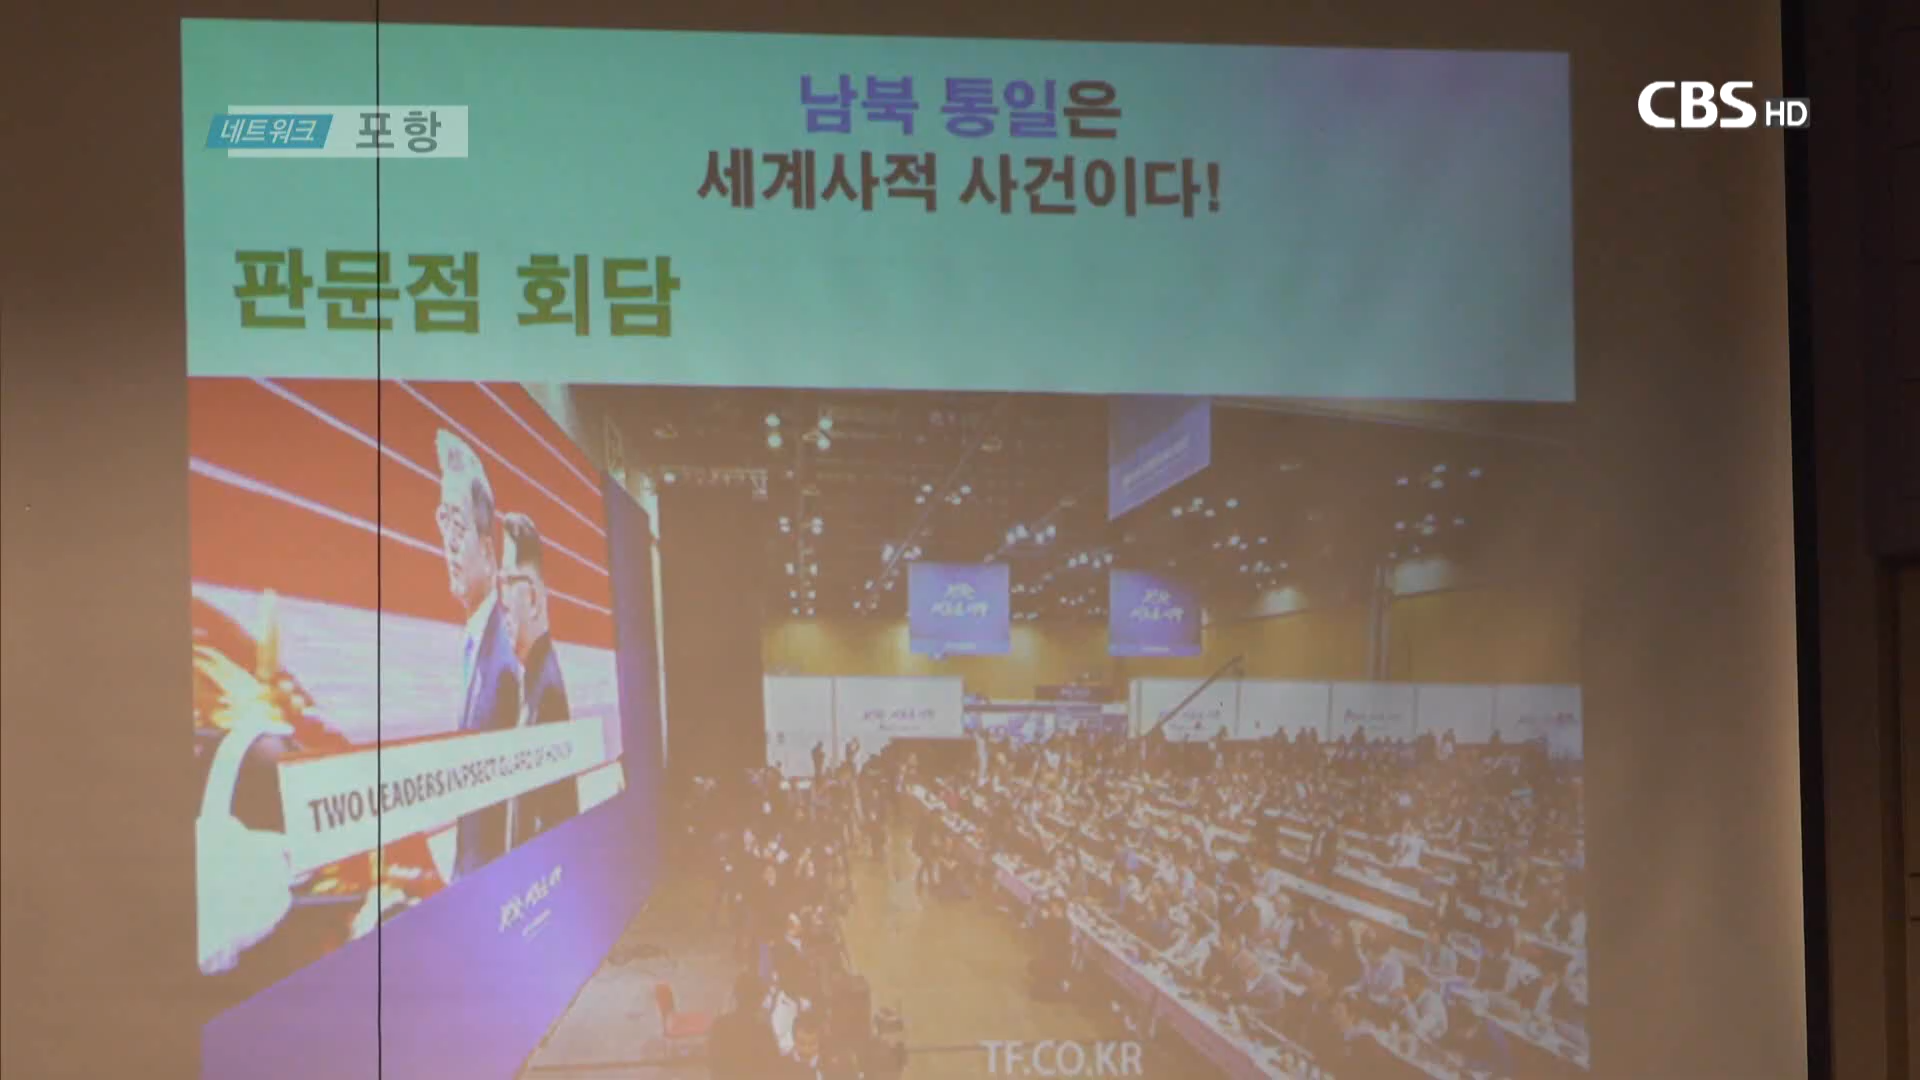 네트워크 포항
CBS HD
남북 통일은
세계사적 사건이다!
판문점 회담
TWO LEADERS INPSECT GUARD OF HONOR
TF.CO.KR